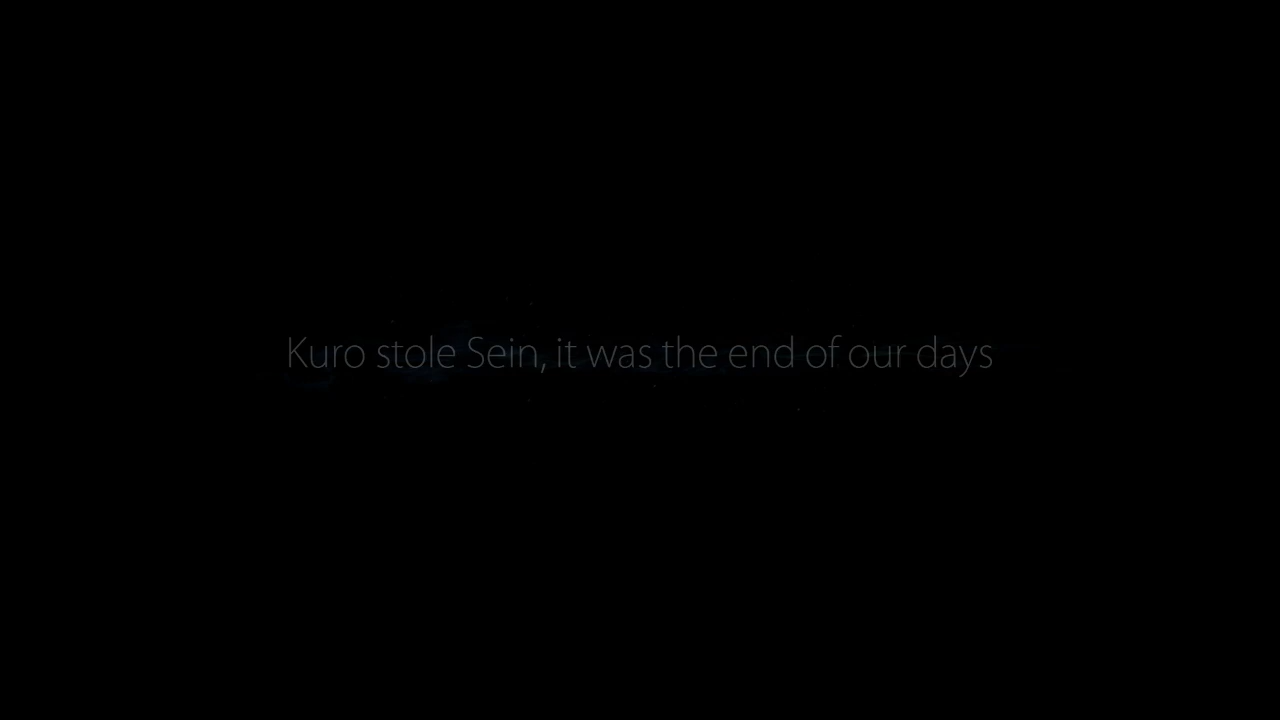 Kuro stole Sein, it was the end of our days